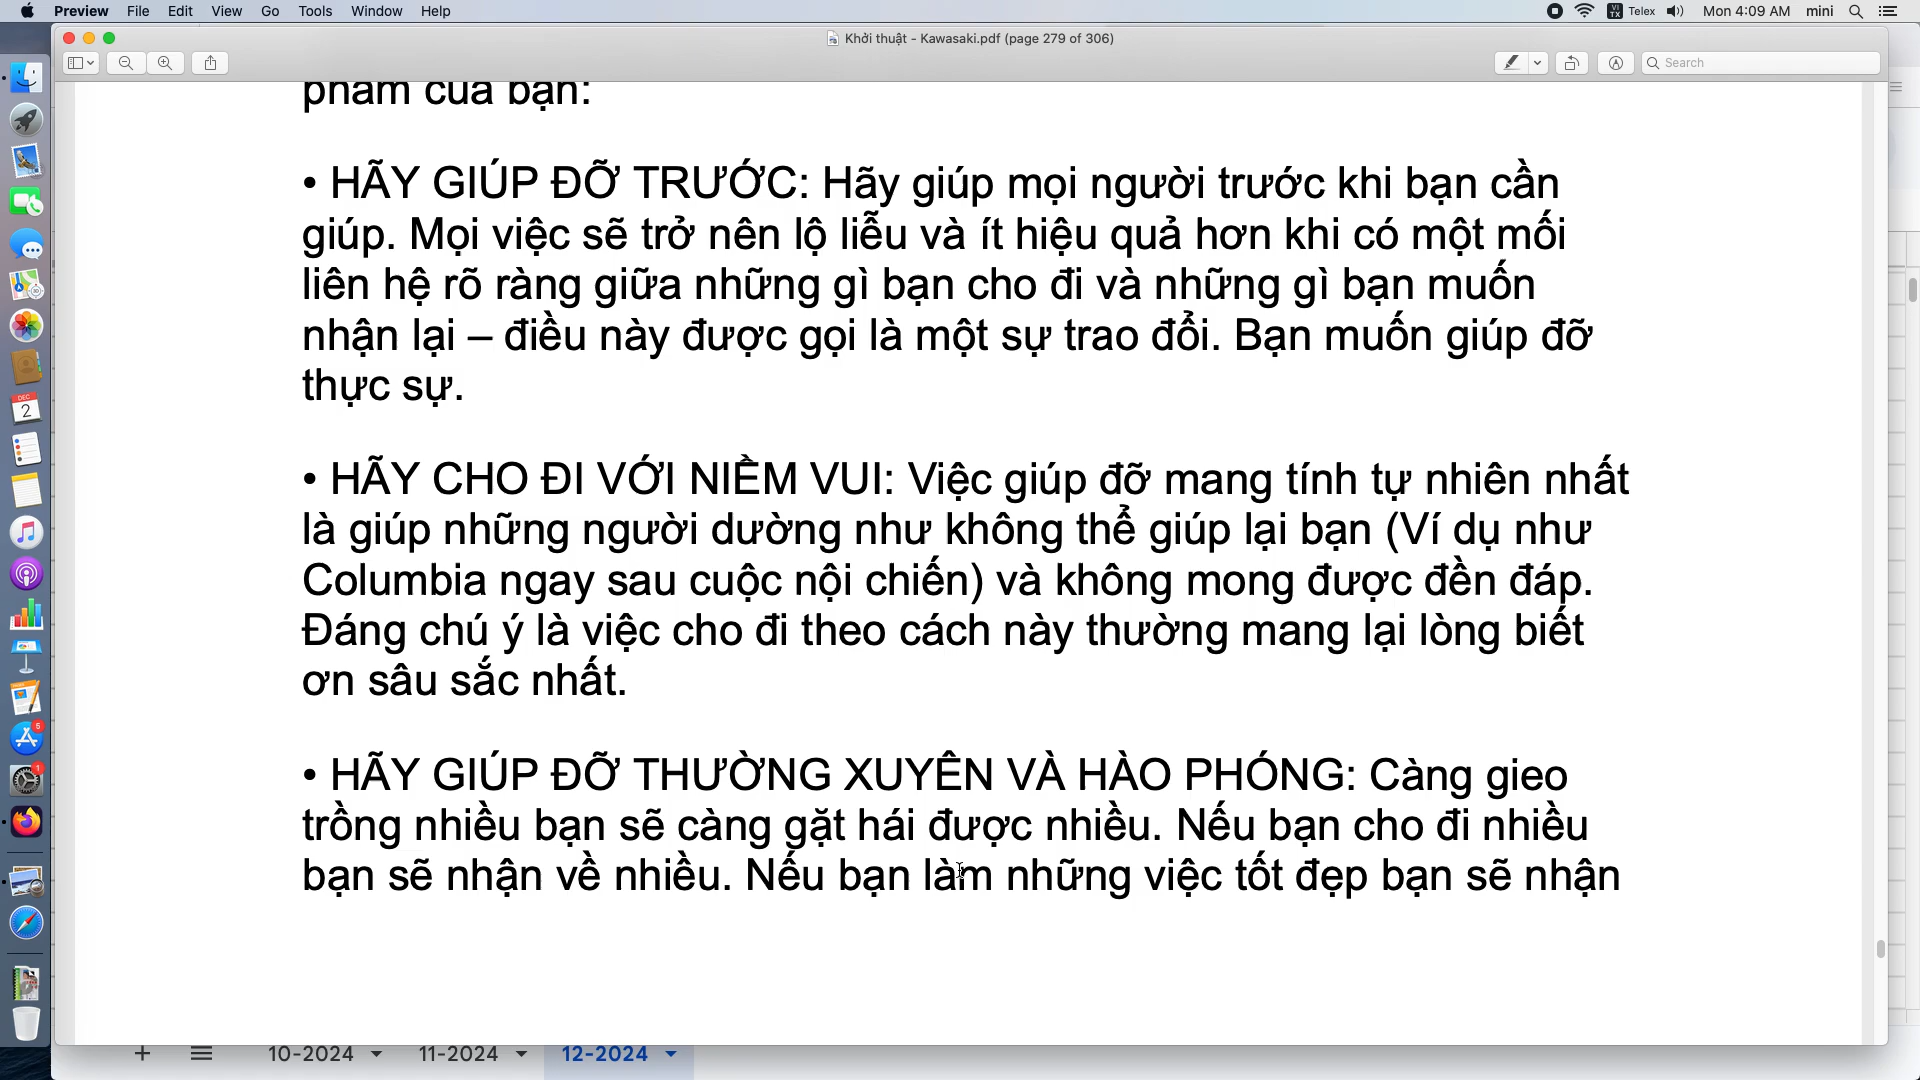 Preview File Edit View Go Tools Window Help
VI TX Telex Mon 4:09 AM mini
Khởi thuật - Kawasaki.pdf (page 279 of 306)
Search
phẩm của bạn:
• HÃY GIÚP ĐỠ TRƯỚC: Hãy giúp mọi người trước khi bạn cần
giúp. Mọi việc sẽ trở nên lộ liễu và ít hiệu quả hơn khi có một mối
liên hệ rõ ràng giữa những gì bạn cho đi và những gì bạn muốn
nhận lại – điều này được gọi là một sự trao đổi. Bạn muốn giúp đỡ
thực sự.
• HÃY CHO ĐI VỚI NIỀM VUI: Việc giúp đỡ mang tính tự nhiên nhất
là giúp những người dường như không thể giúp lại bạn (Ví dụ như
Columbia ngay sau cuộc nội chiến) và không mong được đền đáp.
Đáng chú ý là việc cho đi theo cách này thường mang lại lòng biết
ơn sâu sắc nhất.
• HÃY GIÚP ĐỠ THƯỜNG XUYÊN VÀ HÀO PHÓNG: Càng gieo
trồng nhiều bạn sẽ càng gặt hái được nhiều. Nếu bạn cho đi nhiều
bạn sẽ nhận về nhiều. Nếu bạn làm những việc tốt đẹp bạn sẽ nhận
DEC
2
5
1
10-2024 11-2024 12-2024